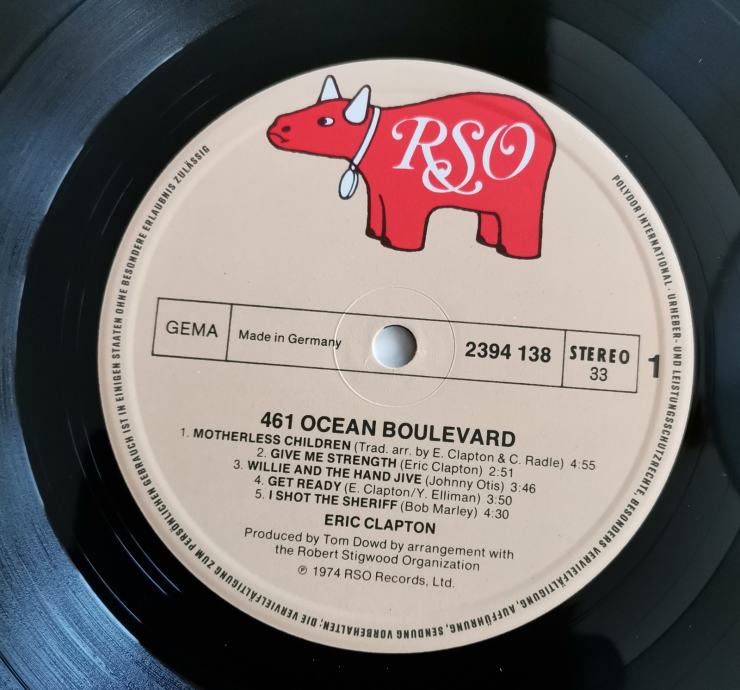 RSO
GEMA
Made in Germany
2394 138
STEREO
33
1
461 OCEAN BOULEVARD
1. MOTHERLESS CHILDREN (Trad. arr. by E. Clapton & C. Radle) 4:55
2. GIVE ME STRENGTH (Eric Clapton) 2:51
3. WILLIE AND THE HAND JIVE (Johnny Otis) 3:46
4. GET READY (E. Clapton/Y. Elliman) 3:50
5. I SHOT THE SHERIFF (Bob Marley) 4:30
ERIC CLAPTON
Produced by Tom Dowd by arrangement with
the Robert Stigwood Organization
℗ 1974 RSO Records, Ltd.
POLYDOR INTERNATIONAL · URHEBER- UND LEISTUNGSSCHUTZRECHTE, BESONDERS VERVIELFÄLTIGUNG, AUFFÜHRUNG, SENDUNG VORBEHALTEN; DIE VERVIELFÄLTIGUNG ZUM PERSÖNLICHEN GEBRAUCH IST IN EINIGEN STAATEN OHNE BESONDERE ERLAUBNIS ZULÄSSIG